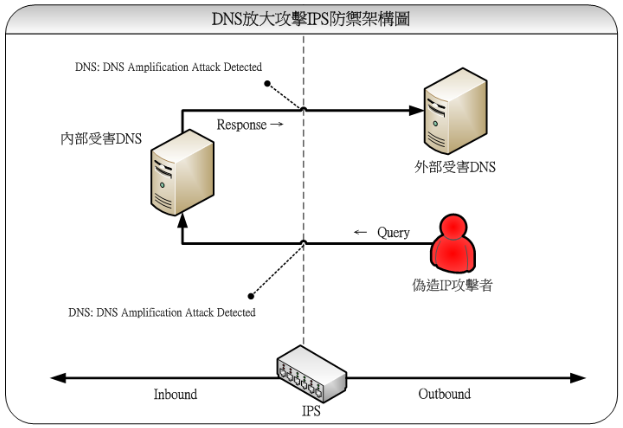 DNS放大攻擊IPS防禦架構圖
DNS: DNS Amplification Attack Detected
Response →
內部受害DNS
外部受害DNS
← Query
偽造IP攻擊者
DNS: DNS Amplification Attack Detected
Inbound
Outbound
IPS